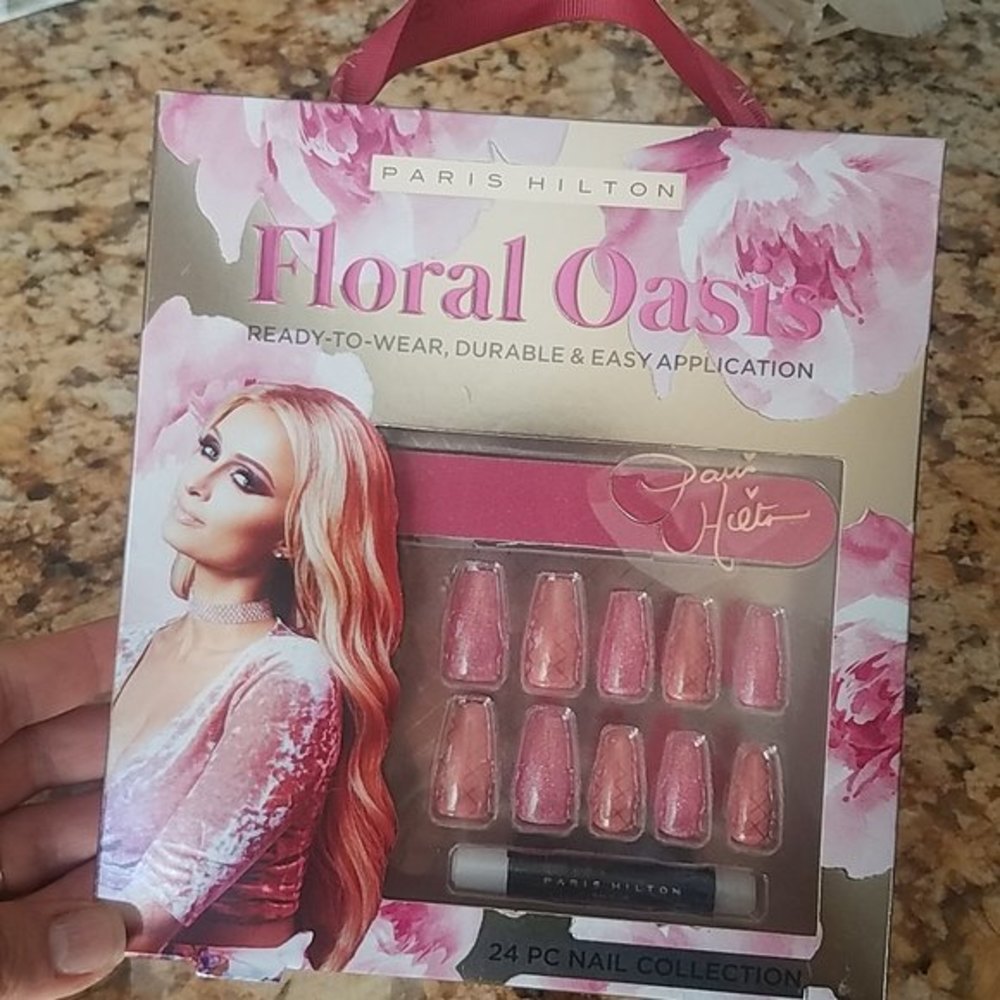 PARIS HILTON
Floral Oasis
READY-TO-WEAR, DURABLE & EASY APPLICATION
Paris
Hilton
PARIS HILTON
24 PC NAIL COLLECTION